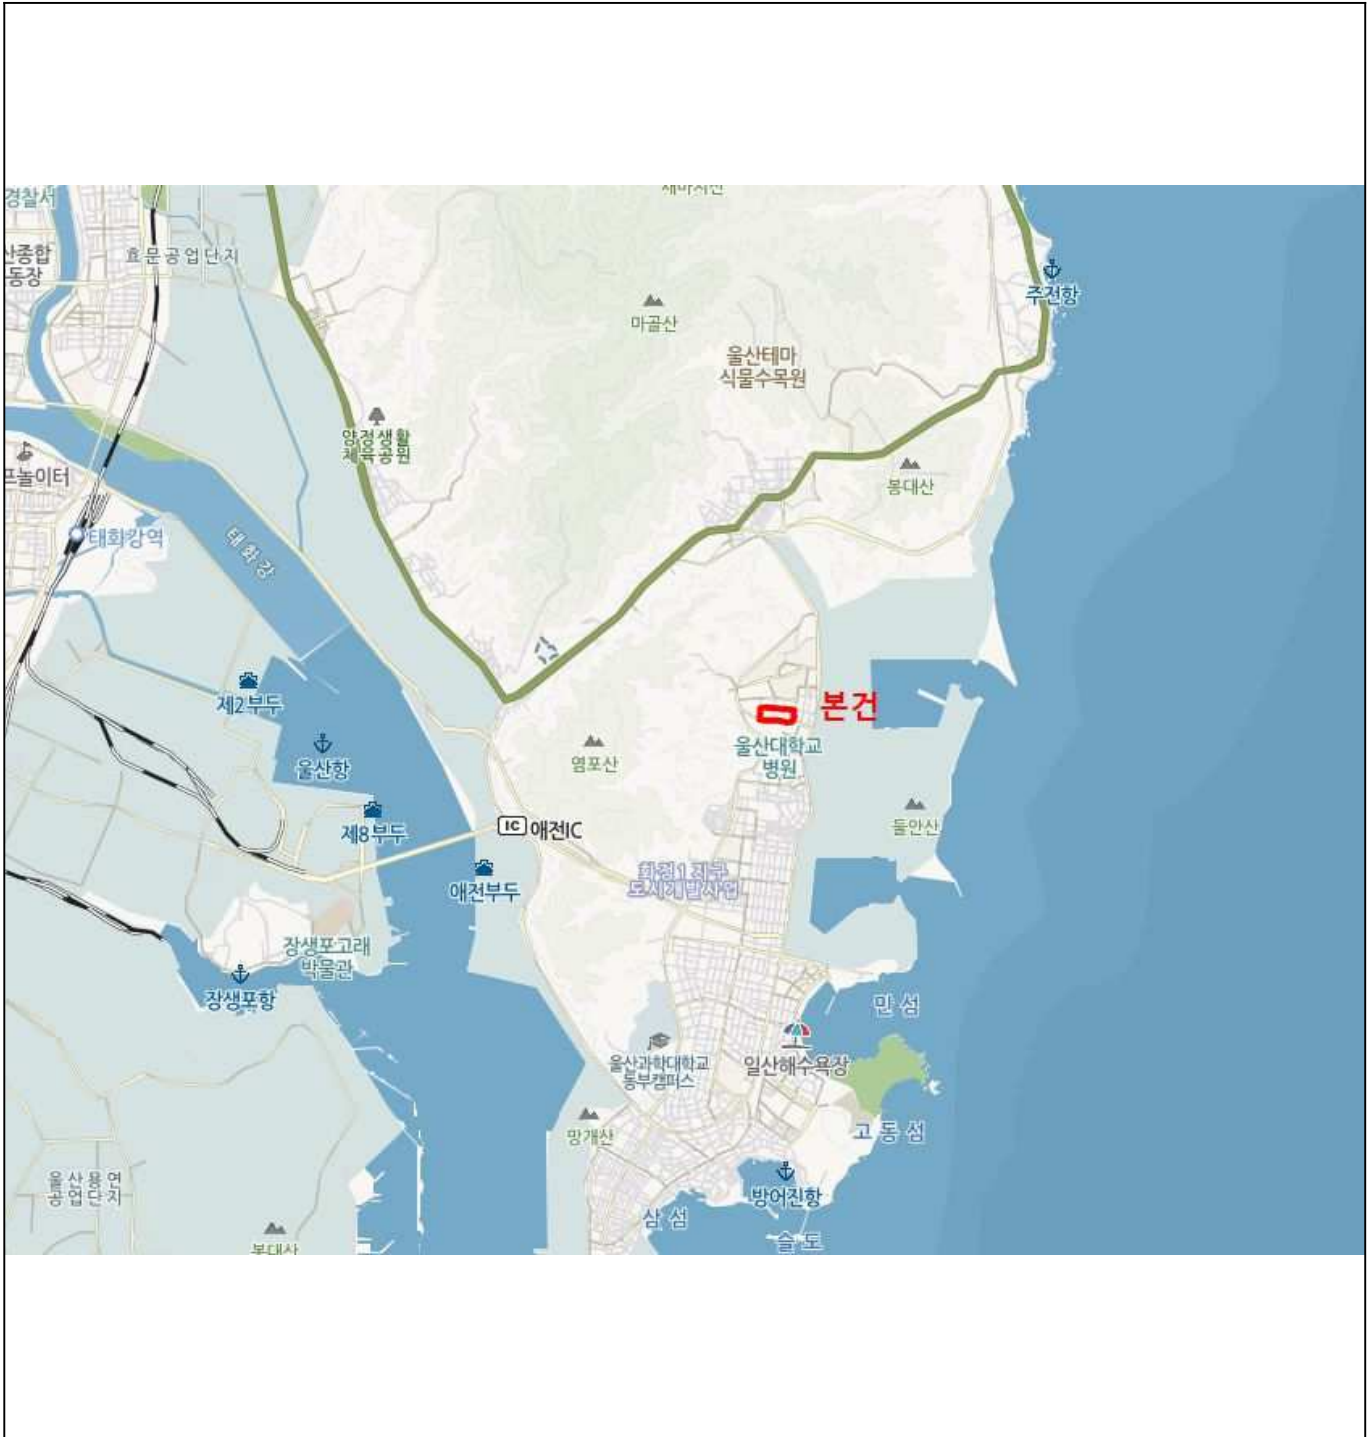 경찰서
산종합
동장
효문공업단지
주전항
마골산
울산테마
식물수목원
양정생활
체육공원
프놀이터
봉대산
태화강역
태화강
제2부두
본건
울산항
염포산
울산대학교
병원
제8부두
IC 애전IC
돌안산
화정1지구
도시개발사업
애전부두
장생포고래
박물관
장생포항
민섬
울산과학대학교
동부캠퍼스
일산해수욕장
망개산
고동섬
울산용연
공업단지
방어진항
삼섬
슬도
봉대산